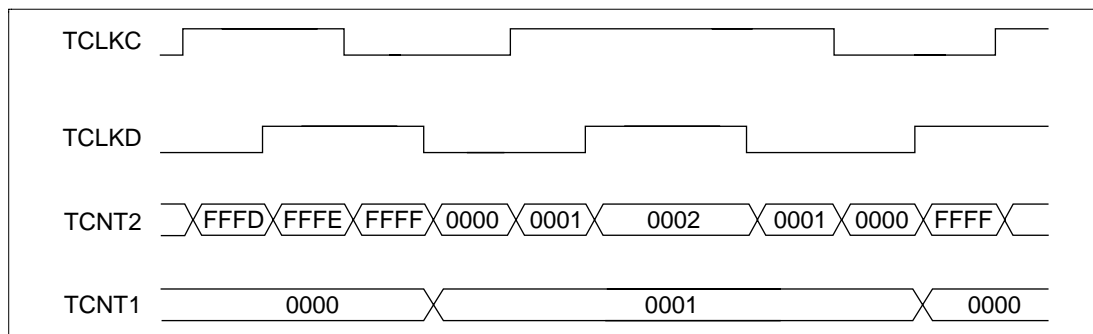 TCLKC
TCLKD
TCNT2 FFFD FFFE FFFF 0000 0001 0002 0001 0000 FFFF
TCNT1 0000 0001 0000